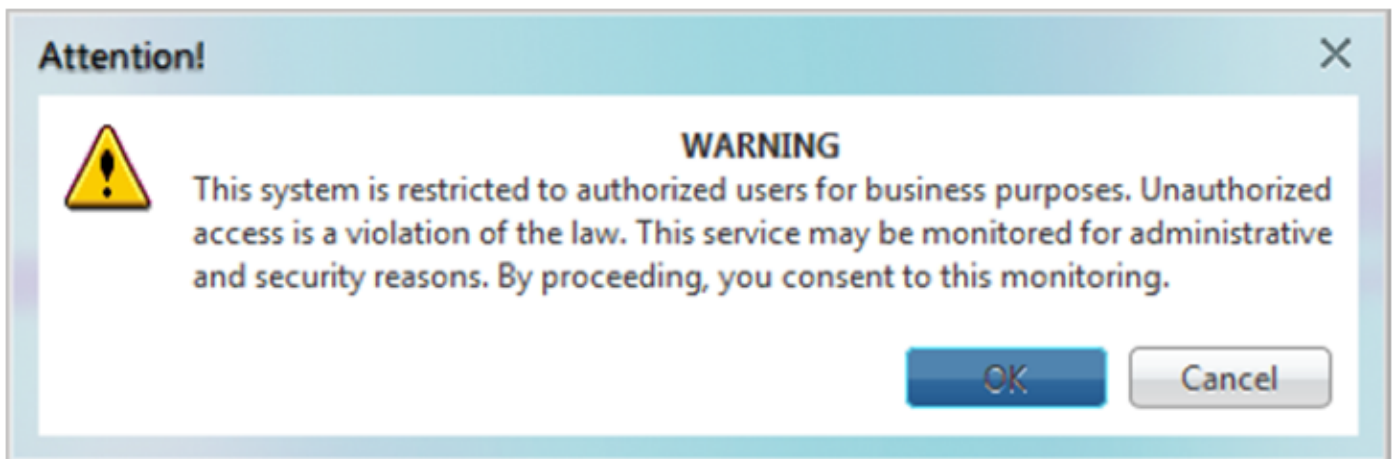 Attention!
WARNING
This system is restricted to authorized users for business purposes. Unauthorized
access is a violation of the law. This service may be monitored for administrative
and security reasons. By proceeding, you consent to this monitoring.
OK Cancel